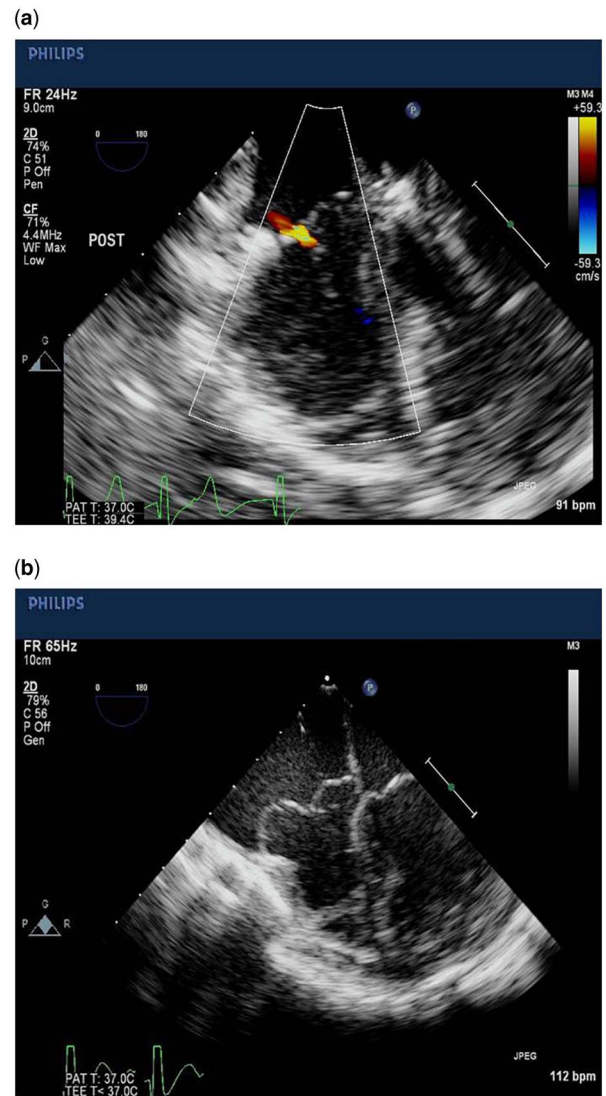 (a)
PHILIPS
FR 24Hz
9.0cm
M3 M4
+59.3
P
2D
74%
C 51
P Off
Pen
0 180
CF
71%
4.4MHz
WF Max
Low
POST
-59.3
cm/s
G
P
JPEG
PAT T: 37.0C
TEE T: 39.4C
91 bpm
(b)
PHILIPS
FR 65Hz
10cm
M3
P
2D
79%
C 56
P Off
Gen
0 180
G
P R
JPEG
PAT T: 37.0C
TEE T< 37.0C
112 bpm